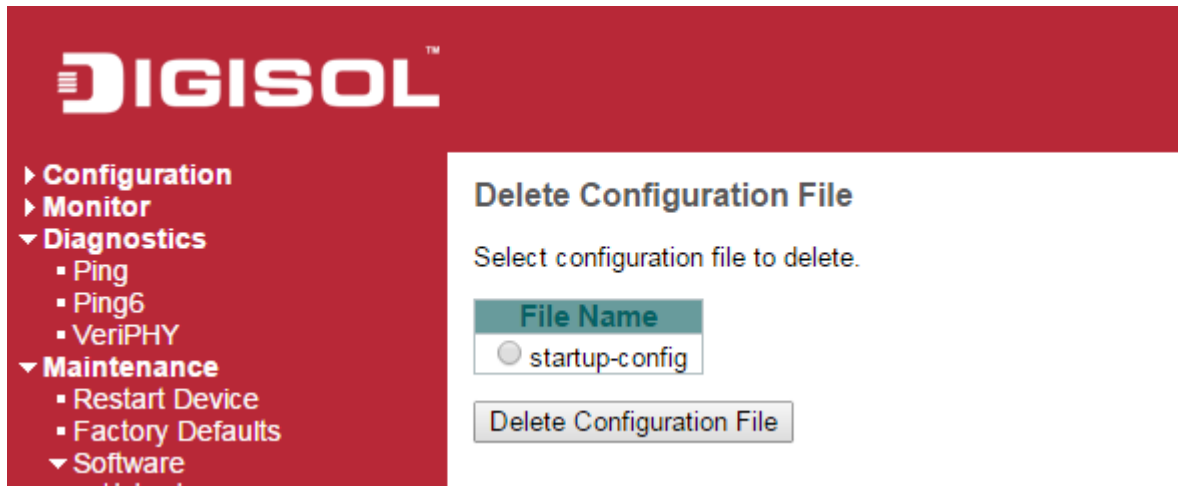 DIGISOL™
Configuration
Monitor
Diagnostics
Ping
Ping6
VeriPHY
Maintenance
Restart Device
Factory Defaults
Software
Delete Configuration File
Select configuration file to delete.
File Name
startup-config
Delete Configuration File